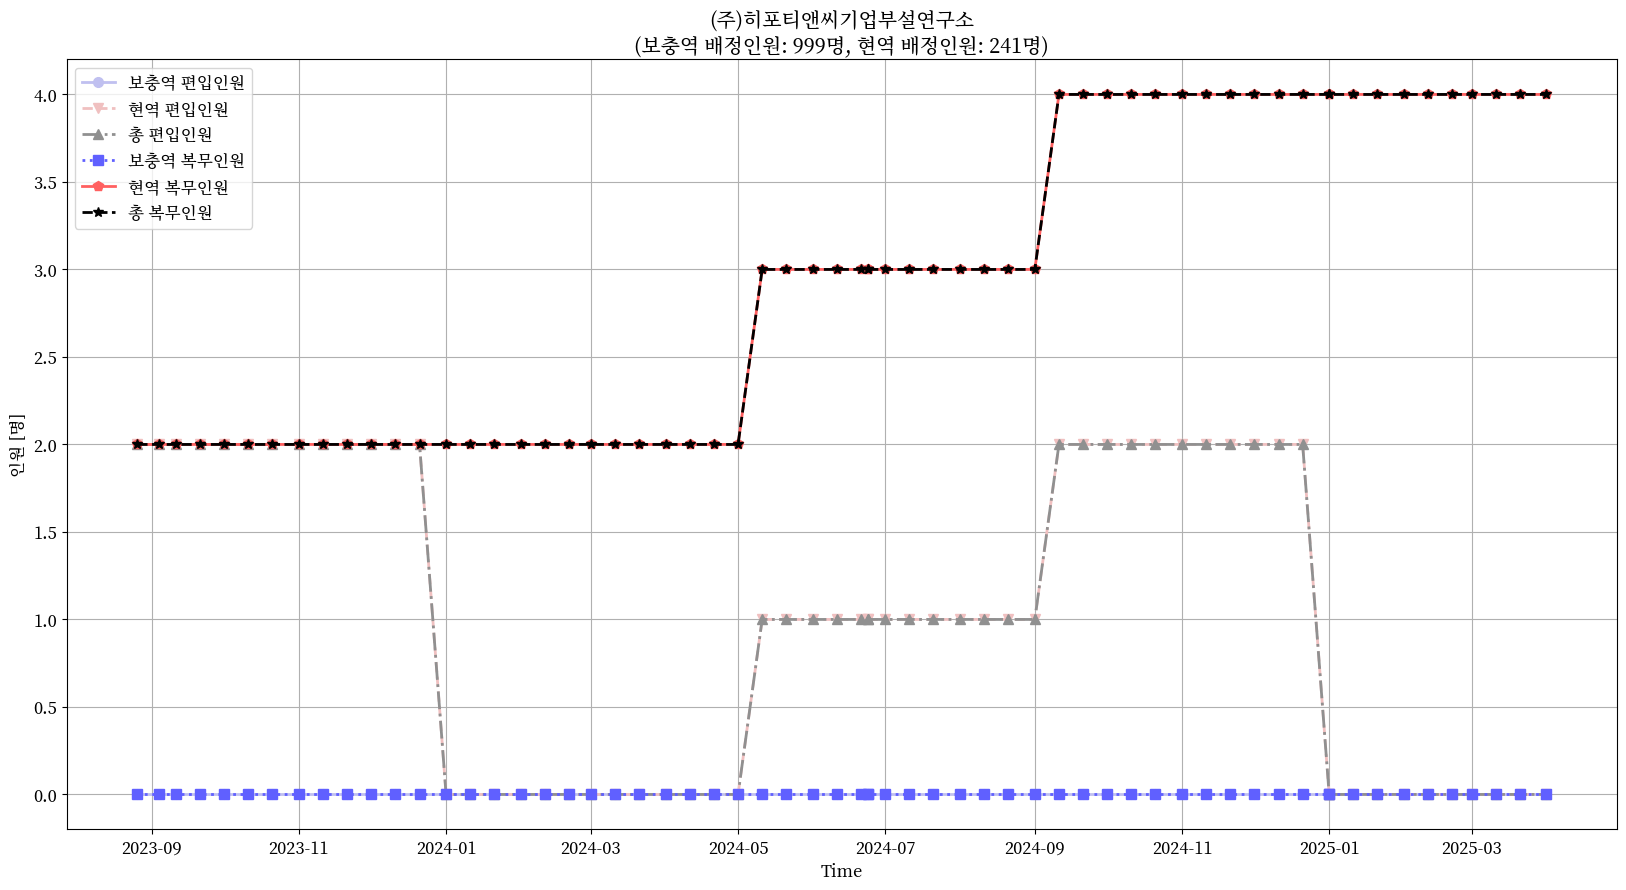 (주)히포티앤씨기업부설연구소
(보충역 배정인원: 999명, 현역 배정인원: 241명)
보충역 편입인원
현역 편입인원
총 편입인원
보충역 복무인원
현역 복무인원
총 복무인원
4.0
3.5
3.0
2.5
2.0
1.5
1.0
0.5
0.0
인원 [명]
2023-09 2023-11 2024-01 2024-03 2024-05 2024-07 2024-09 2024-11 2025-01 2025-03
Time